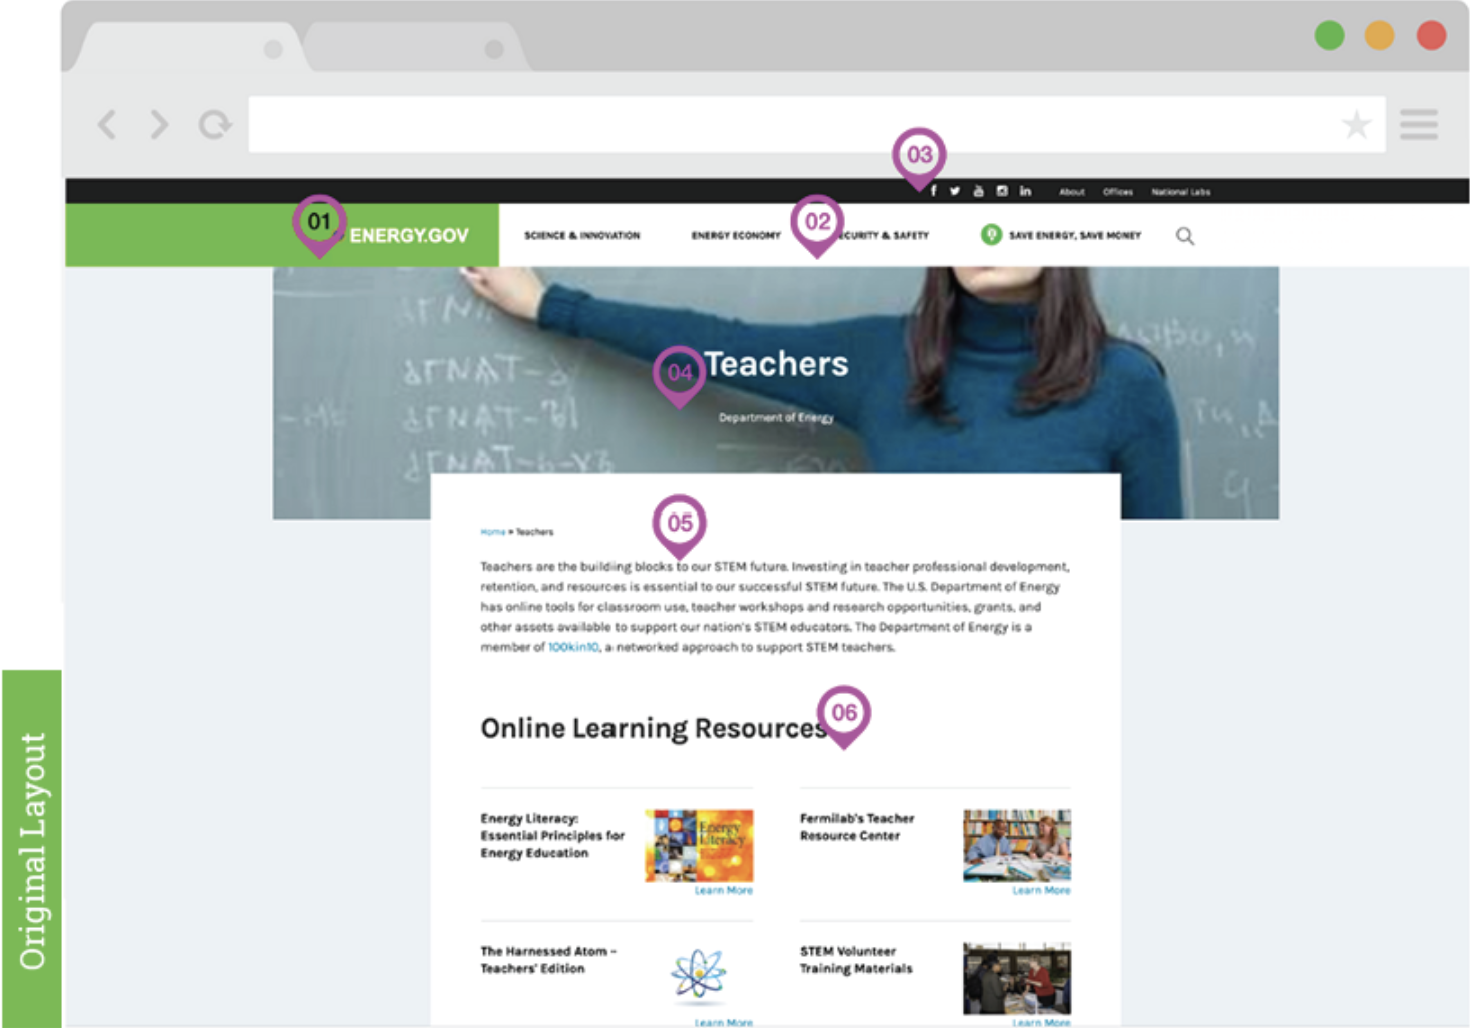 03
About Offices National Labs
01
ENERGY.GOV
SCIENCE & INNOVATION
ENERGY ECONOMY
02
ECURITY & SAFETY
SAVE ENERGY, SAVE MONEY
04
Teachers
Department of Energy
05
Home » Teachers
Teachers are the building blocks to our STEM future. Investing in teacher professional development,
retention, and resources is essential to our successful STEM future. The U.S. Department of Energy
has online tools for classroom use, teacher workshops and research opportunities, grants, and
other assets available to support our nation's STEM educators. The Department of Energy is a
member of 100kin10, a networked approach to support STEM teachers.
06
Online Learning Resources
Energy Literacy:
Essential Principles for
Energy Education
Energy
Literacy
Learn More
Fermilab's Teacher
Resource Center
Learn More
The Harnessed Atom –
Teachers' Edition
Learn More
STEM Volunteer
Training Materials
Learn More
Original Layout